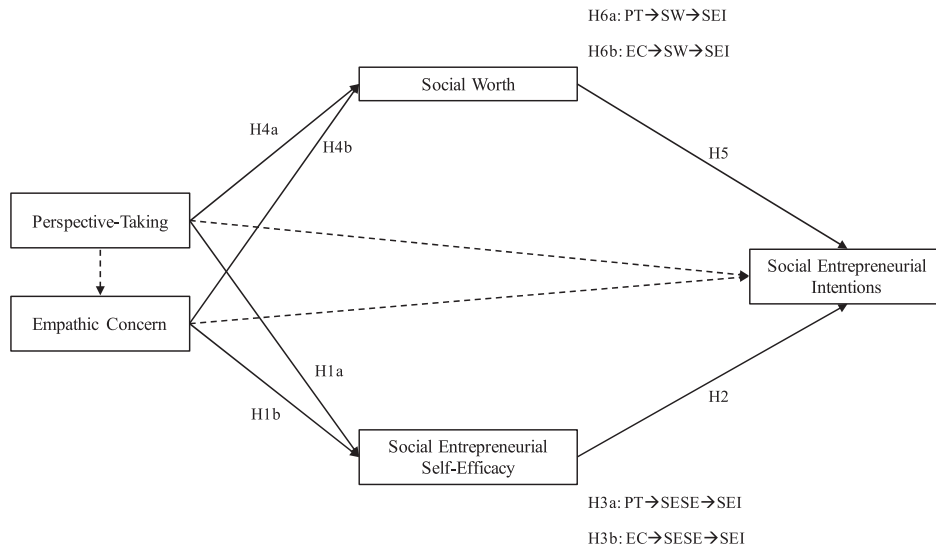 H6a: PT→SW→SEI
H6b: EC→SW→SEI
Social Worth
H4a
H4b
H5
Perspective-Taking
Social Entrepreneurial
Intentions
Empathic Concern
H1a
H1b
H2
Social Entrepreneurial
Self-Efficacy
H3a: PT→SESE→SEI
H3b: EC→SESE→SEI